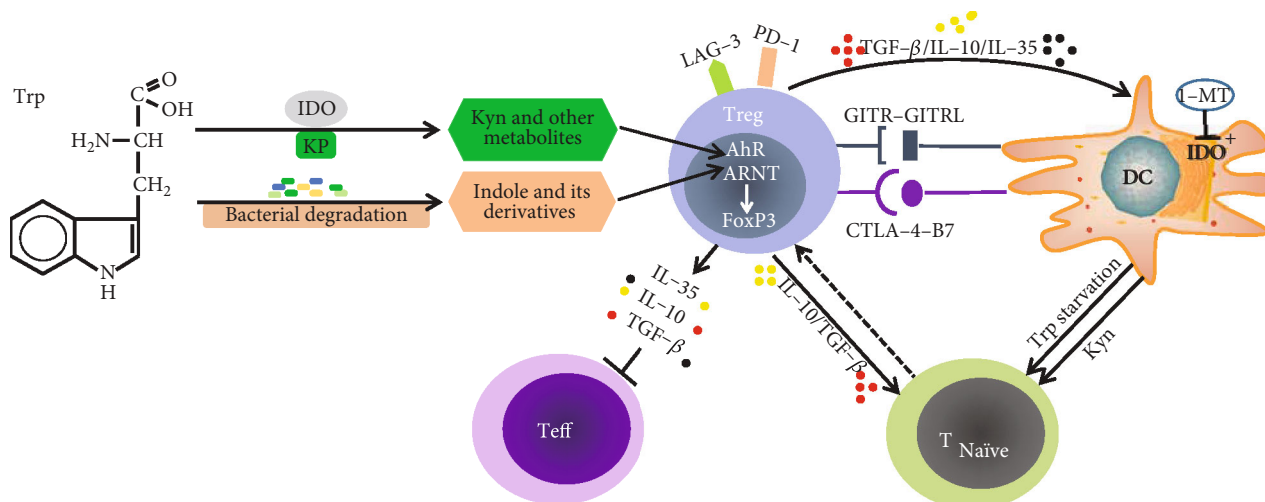 Trp
O
C
OH
H₂N
CH
CH₂
N
H
IDO
KP
Bacterial degradation
Kyn and other
metabolites
Indole and its
derivatives
LAG–3
PD–1
Treg
AhR
ARNT
FoxP3
TGF–β/IL–10/IL–35
GITR–GITRL
CTLA–4–B7
1–MT
IDO⁺
DC
IL–35
IL–10
TGF–β
IL–10/TGF–β
Trp starvation
Kyn
Teff
T Naïve